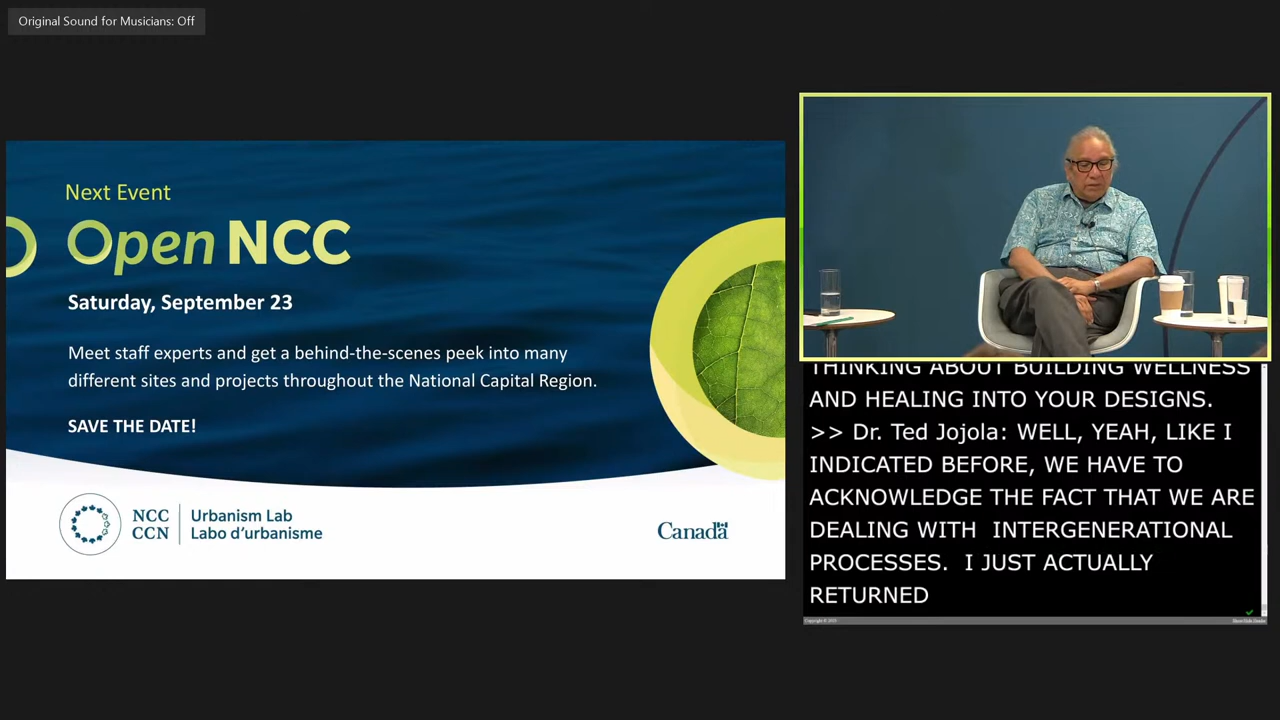 Original Sound for Musicians: Off
Next Event
Open NCC
Saturday, September 23
Meet staff experts and get a behind-the-scenes peek into many
different sites and projects throughout the National Capital Region.
SAVE THE DATE!
NCC
CCN
Urbanism Lab
Labo d'urbanisme
Canada
THINKING ABOUT BUILDING WELLNESS
AND HEALING INTO YOUR DESIGNS.
>> Dr. Ted Jojola: WELL, YEAH, LIKE I
INDICATED BEFORE, WE HAVE TO
ACKNOWLEDGE THE FACT THAT WE ARE
DEALING WITH  INTERGENERATIONAL
PROCESSES.  I JUST ACTUALLY
RETURNED